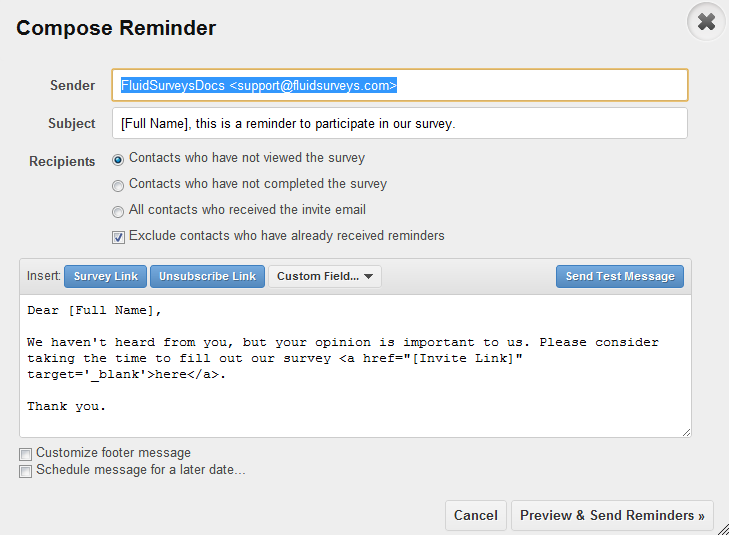 Compose Reminder
Sender
FluidSurveysDocs <support@fluidsurveys.com>
Subject
[Full Name], this is a reminder to participate in our survey.
Recipients
Contacts who have not viewed the survey
Contacts who have not completed the survey
All contacts who received the invite email
Exclude contacts who have already received reminders
Insert: Survey Link Unsubscribe Link Custom Field... Send Test Message
Dear [Full Name],
We haven't heard from you, but your opinion is important to us. Please consider
taking the time to fill out our survey <a href="[Invite Link]"
target='_blank'>here</a>.
Thank you.
Customize footer message
Schedule message for a later date...
Cancel Preview & Send Reminders »